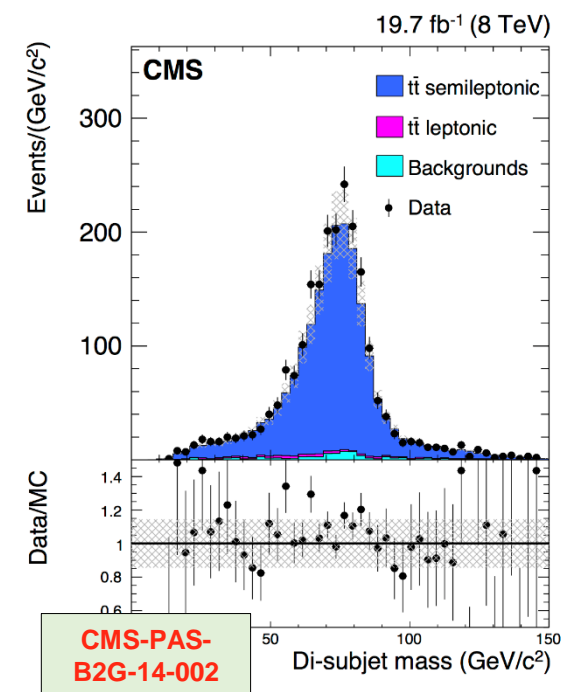 19.7 fb⁻¹ (8 TeV)
CMS
Events/(GeV/c²)
tt̄ semileptonic
tt̄ leptonic
Backgrounds
Data
300
200
100
Data/MC
1.4
1.2
1
0.8
0.6
50
100
150
Di-subjet mass (GeV/c²)
CMS-PAS-
B2G-14-002